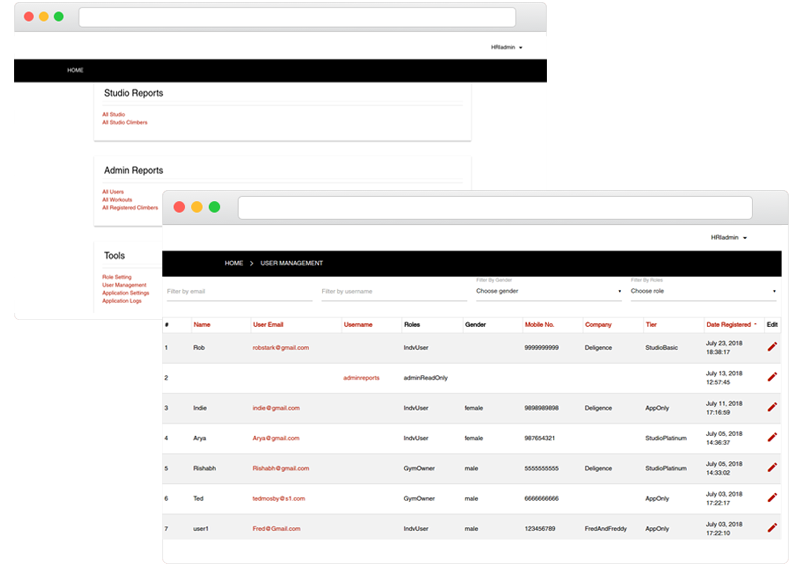 HRIadmin
HOME
Studio Reports
All Studio
All Studio Climbers
Admin Reports
All Users
All Workouts
All Registered Climbers
Tools
Role Setting
User Management
Application Settings
Application Logs
HRIadmin
HOME > USER MANAGEMENT
Filter By Gender Filter By Roles
Filter by email Filter by username Choose gender Choose role
# Name User Email Username Roles Gender Mobile No. Company Tier Date Registered Edit
1 Rob robstark@gmail.com IndvUser 9999999999 Deligence StudioBasic July 23, 2018
18:38:17
2 adminreports adminReadOnly July 13, 2018
12:57:45
3 Indie indie@gmail.com IndvUser female 9898989898 Deligence AppOnly July 11, 2018
17:16:59
4 Arya Arya@gmail.com IndvUser female 987654321 StudioPlatinum July 05, 2018
14:36:37
5 Rishabh Rishabh@gmail.com GymOwner male 5555555555 Deligence StudioPlatinum July 05, 2018
14:33:02
6 Ted tedmosby@s1.com GymOwner male 6666666666 AppOnly July 03, 2018
17:22:17
7 user1 Fred@Gmail.com IndvUser male 123456789 FredAndFreddy AppOnly July 03, 2018
17:22:10